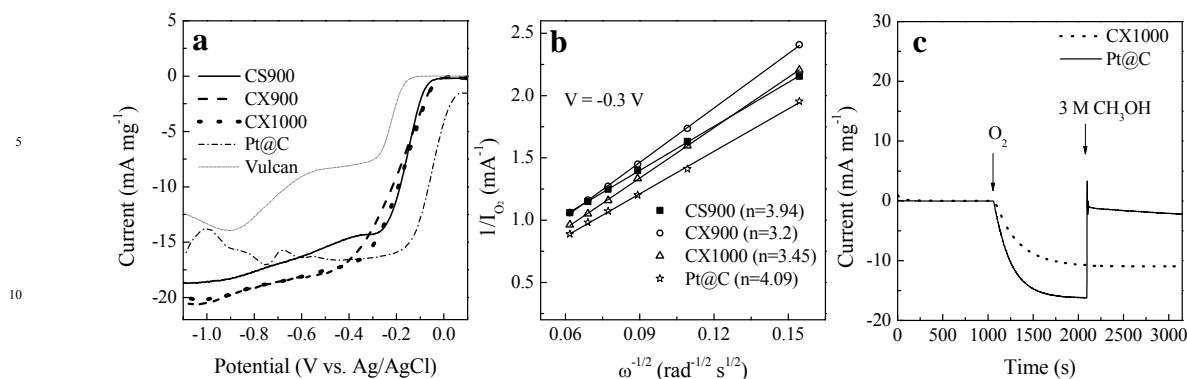 5
10
a
5
0
-5
-10
-15
-20
CS900
CX900
CX1000
Pt@C
Vulcan
-1.0 -0.8 -0.6 -0.4 -0.2 0.0
Current (mA mg⁻¹)
Potential (V vs. Ag/AgCl)
b
V = -0.3 V
2.5
2.0
1.5
1.0
0.5
CS900 (n=3.94)
CX900 (n=3.2)
CX1000 (n=3.45)
Pt@C (n=4.09)
0.06 0.09 0.12 0.15
1/I_O₂ (mA⁻¹)
ω⁻¹/² (rad⁻¹/² s¹/²)
c
30
20
10
0
-10
-20
CX1000
Pt@C
3 M CH₃OH
O₂
0 500 1000 1500 2000 2500 3000
Current (mA mg⁻¹)
Time (s)